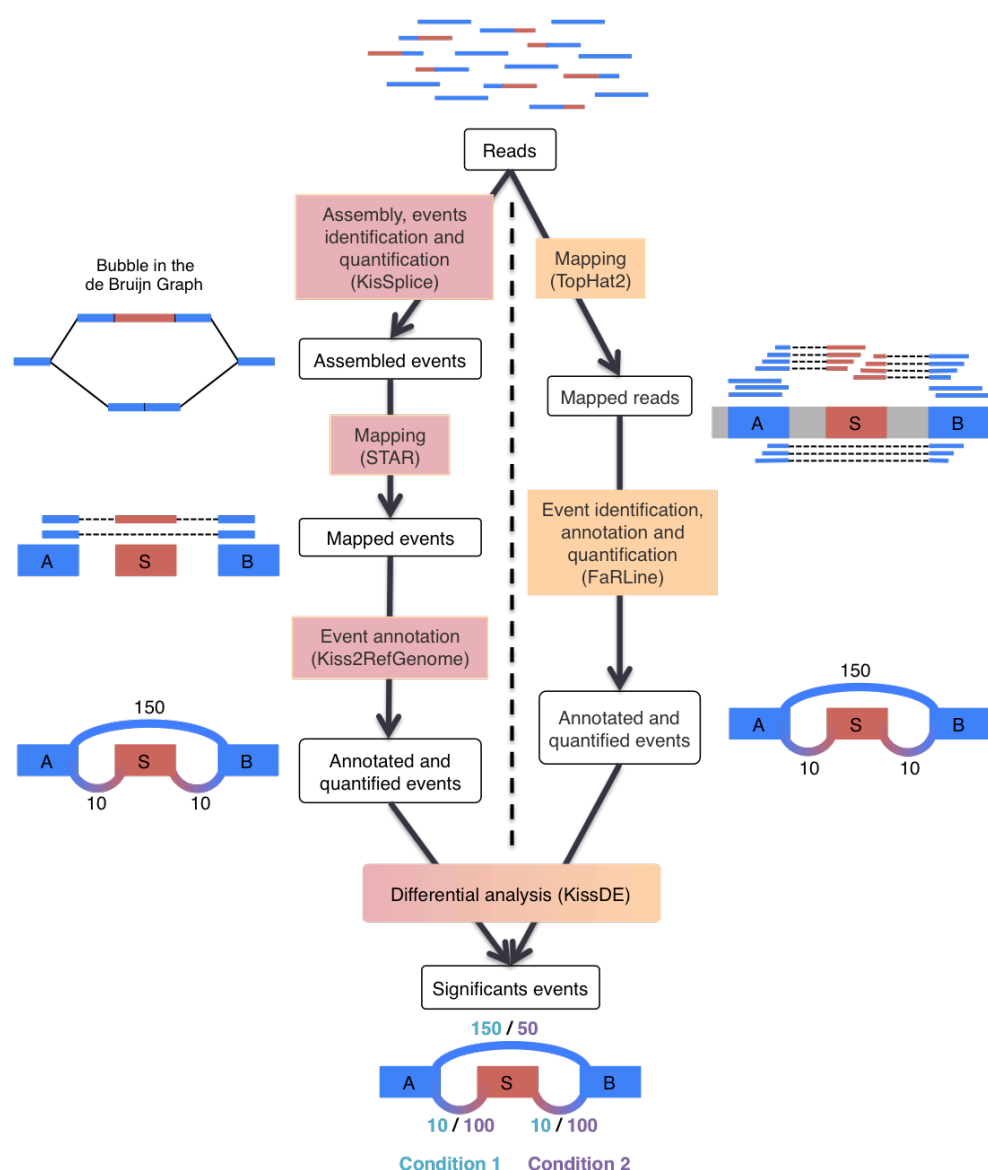 Reads
Assembly, events
identification and
quantification
(KisSplice)
Mapping
(TopHat2)
Bubble in the
de Bruijn Graph
Assembled events
Mapped reads
A
S
B
Mapping
(STAR)
Event identification,
annotation and
quantification
(FaRLine)
Mapped events
A
S
B
Event annotation
(Kiss2RefGenome)
150
A
S
B
10
10
Annotated and
quantified events
Annotated and
quantified events
150
A
S
B
10
10
Differential analysis (KissDE)
Significants events
150 / 50
A
S
B
10 / 100
10 / 100
Condition 1
Condition 2